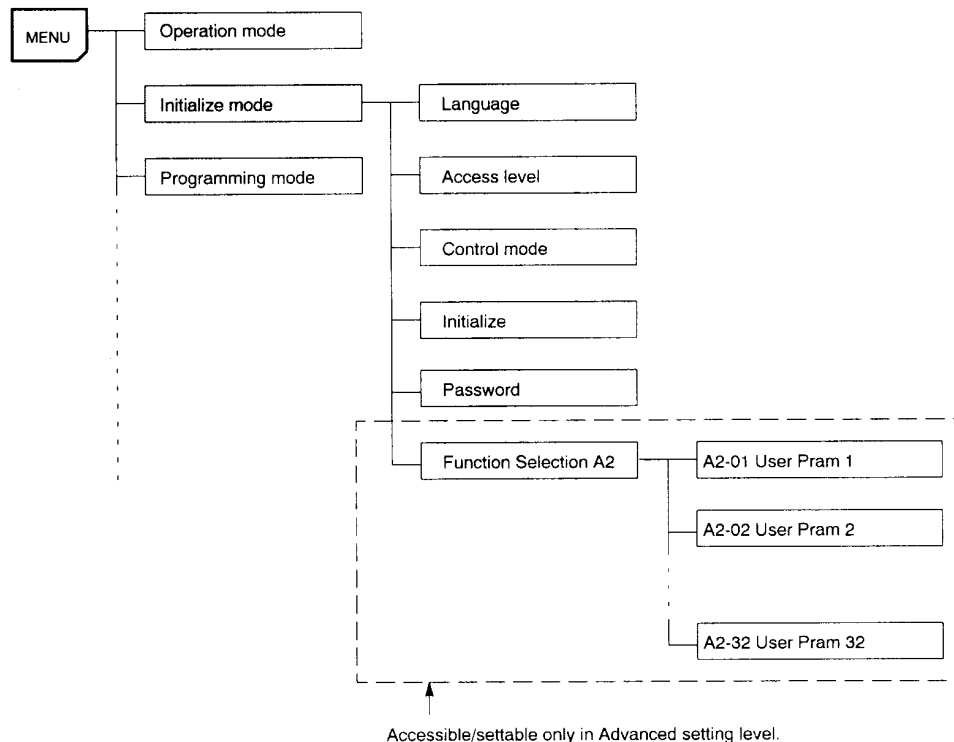 MENU
Operation mode
Initialize mode
Language
Programming mode
Access level
Control mode
Initialize
Password
Function Selection A2
A2-01 User Pram 1
A2-02 User Pram 2
A2-32 User Pram 32
Accessible/settable only in Advanced setting level.